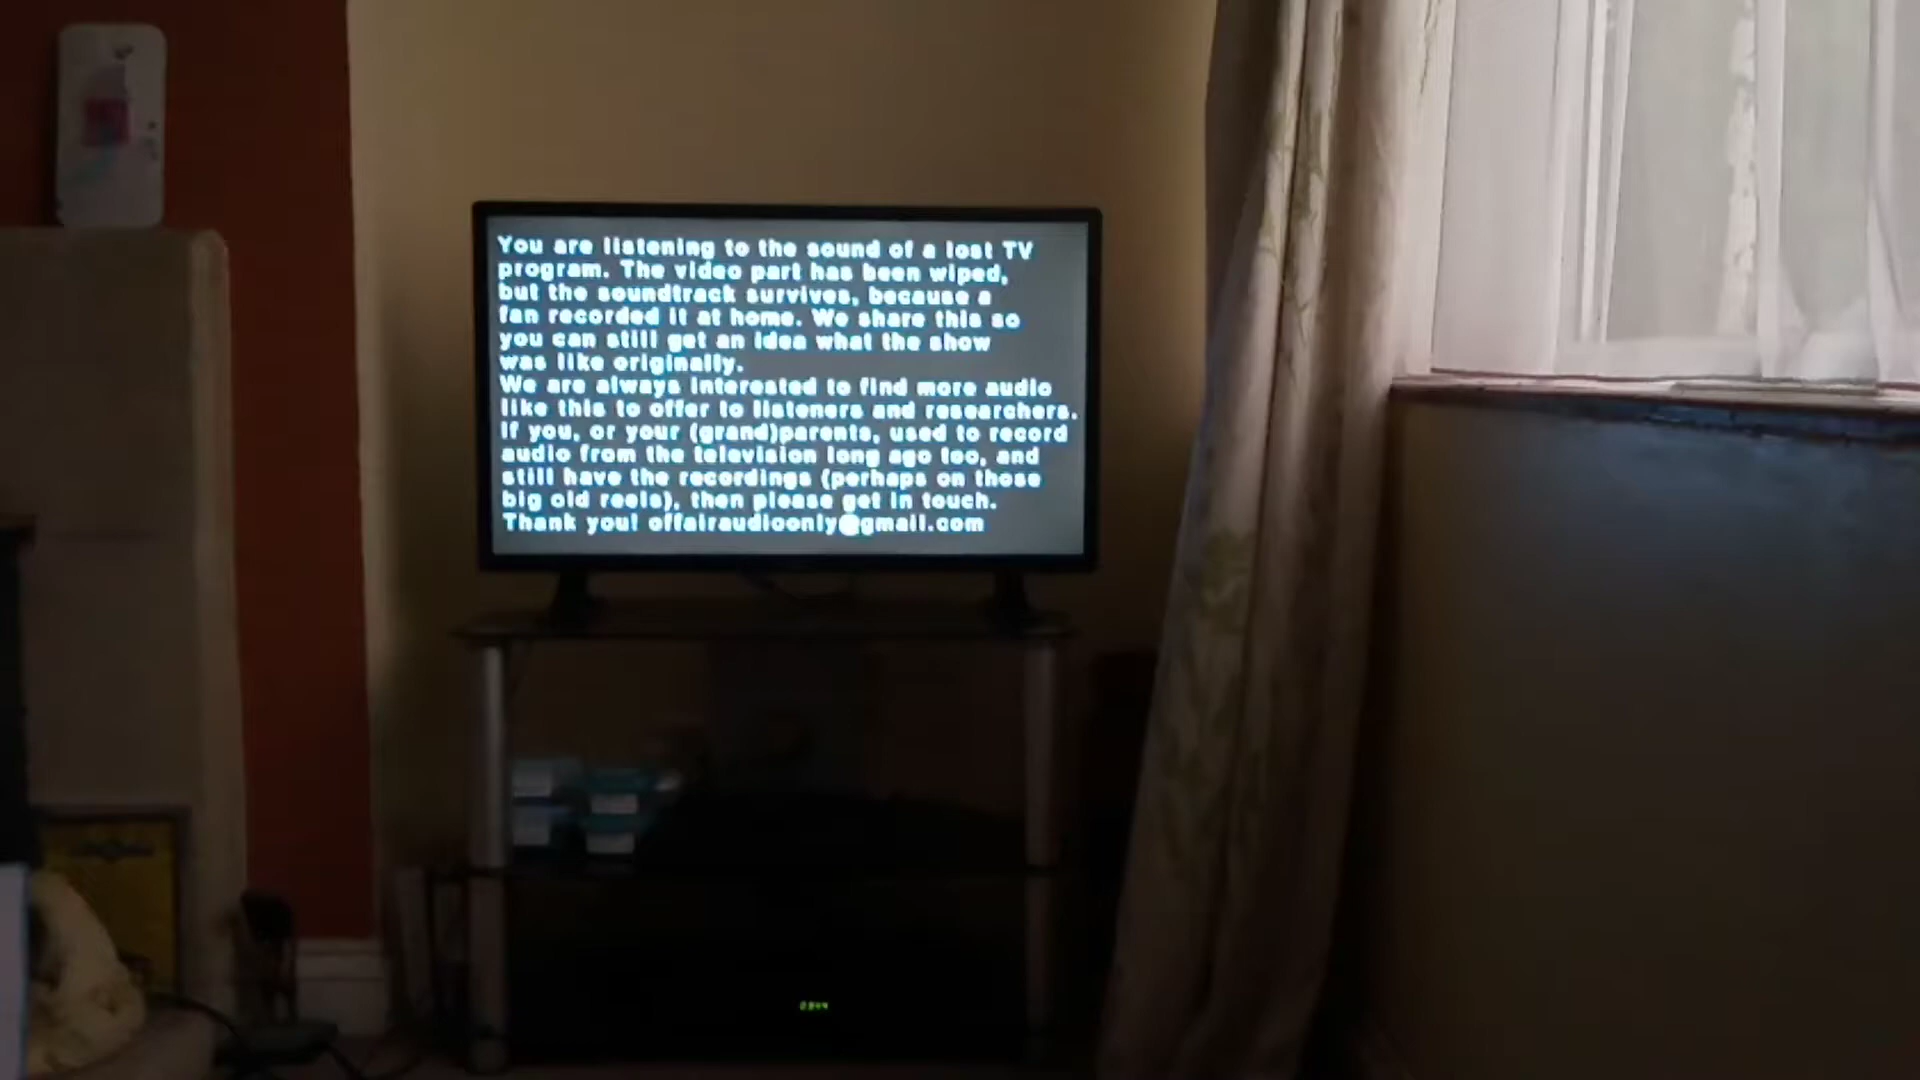 You are listening to the sound of a lost TV
program. The video part has been wiped,
but the soundtrack survives, because a
fan recorded it at home. We share this so
you can still get an idea what the show
was like originally.
We are always interested to find more audio
like this to offer to listeners and researchers.
If you, or your (grand)parents, used to record
audio from the television long ago too, and
still have the recordings (perhaps on those
big old reels), then please get in touch.
Thank you! offairaudioonly@gmail.com